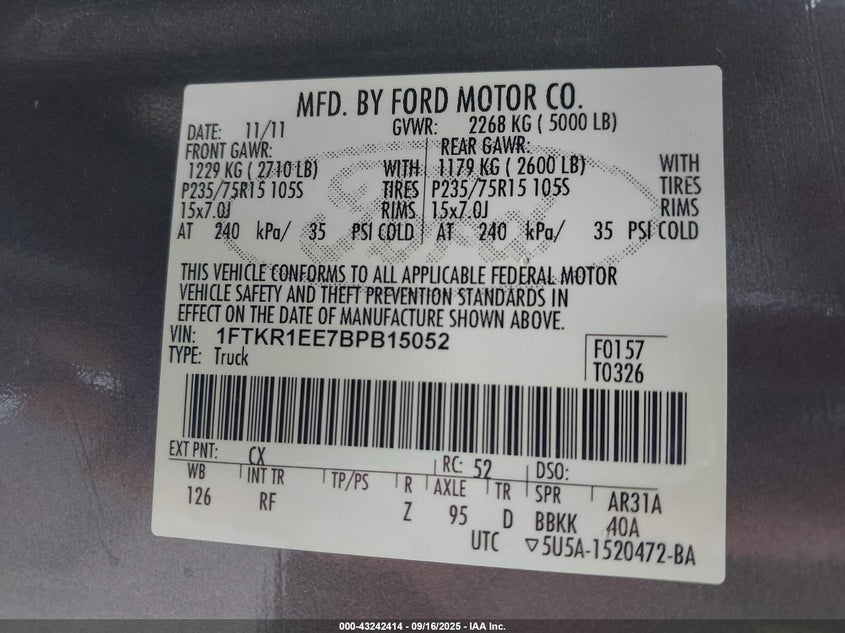 MFD. BY FORD MOTOR CO.
DATE: 11/11 GVWR: 2268 KG ( 5000 LB)
FRONT GAWR: REAR GAWR:
1229 KG ( 2710 LB) WITH 1179 KG ( 2600 LB) WITH
P235/75R15 105S TIRES P235/75R15 105S TIRES
15x7.0J RIMS 15x7.0J RIMS
AT 240 kPa/ 35 PSI COLD AT 240 kPa/ 35 PSI COLD
THIS VEHICLE CONFORMS TO ALL APPLICABLE FEDERAL MOTOR
VEHICLE SAFETY AND THEFT PREVENTION STANDARDS IN
EFFECT ON THE DATE OF MANUFACTURE SHOWN ABOVE.
VIN: 1FTKR1EE7BPB15052 F0157
TYPE: Truck T0326
EXT PNT: CX RC: 52 DSO:
WB INT TR TP/PS R AXLE TR SPR AR31A
126 RF Z 95 D BBKK 40A
UTC ▽5U5A-1520472-BA
Ford
000-43242414 - 09/16/2025 - IAA Inc.